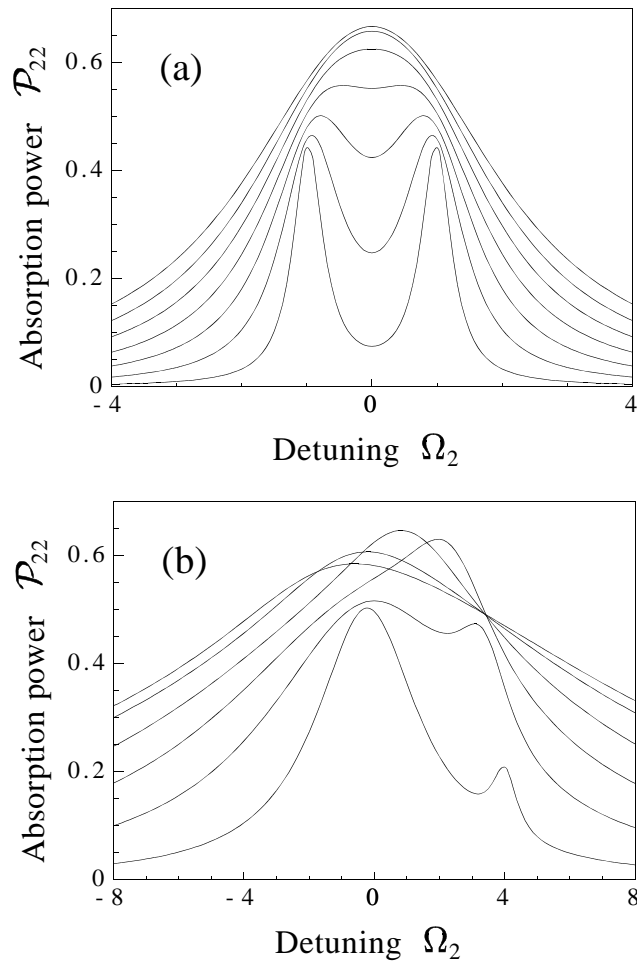 (a)
Absorption power 𝒫₂₂
0.6
0.4
0.2
0
- 4
0
4
Detuning Ω₂
(b)
Absorption power 𝒫₂₂
0.6
0.4
0.2
0
- 8
- 4
0
4
8
Detuning Ω₂